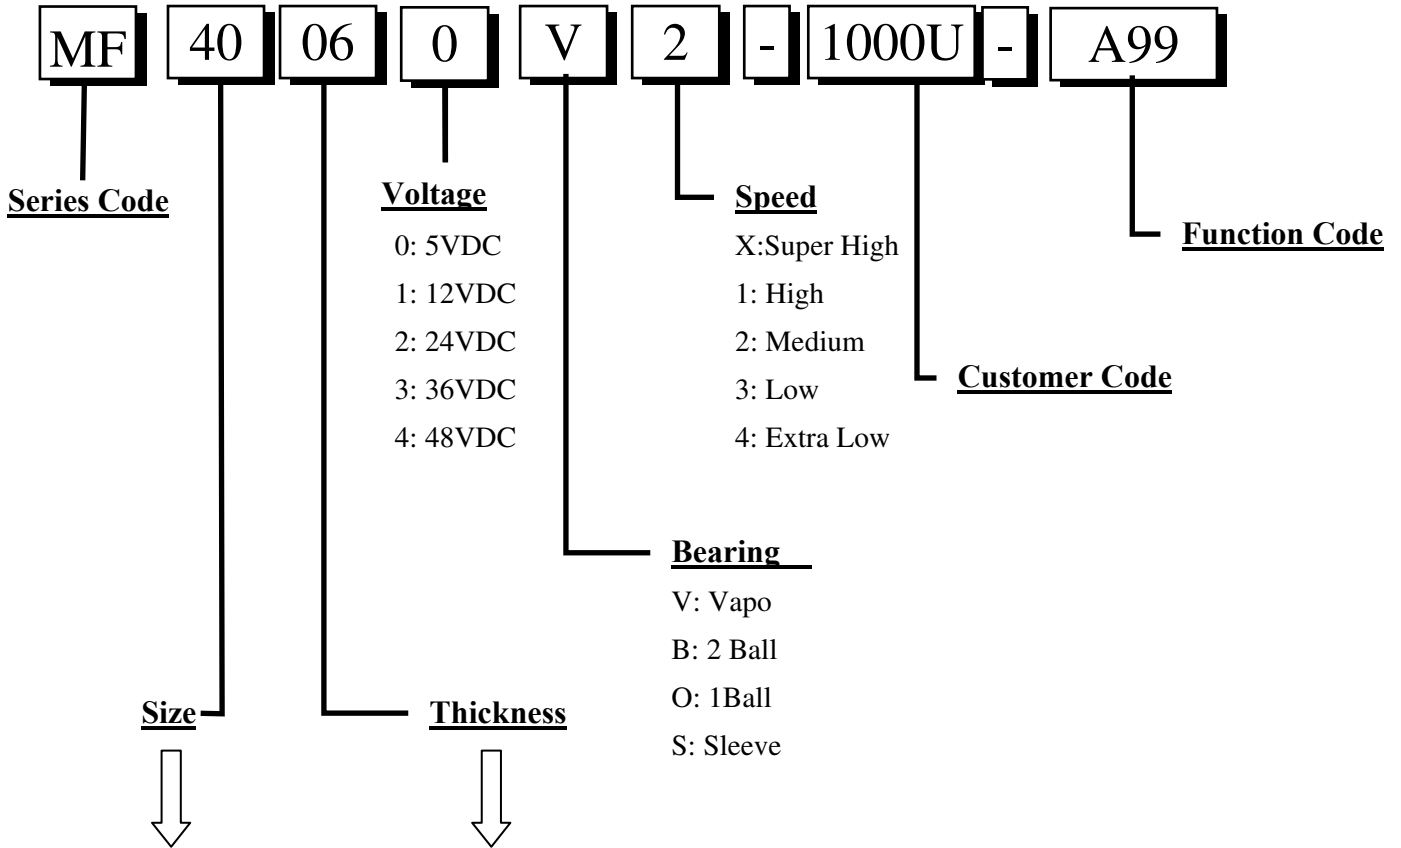 MF 40 06 0 V 2 - 1000U - A99
Series Code
Voltage
0: 5VDC
1: 12VDC
2: 24VDC
3: 36VDC
4: 48VDC
Speed
X:Super High
1: High
2: Medium
3: Low
4: Extra Low
Function Code
Customer Code
Bearing
V: Vapo
B: 2 Ball
O: 1Ball
S: Sleeve
Size
Thickness